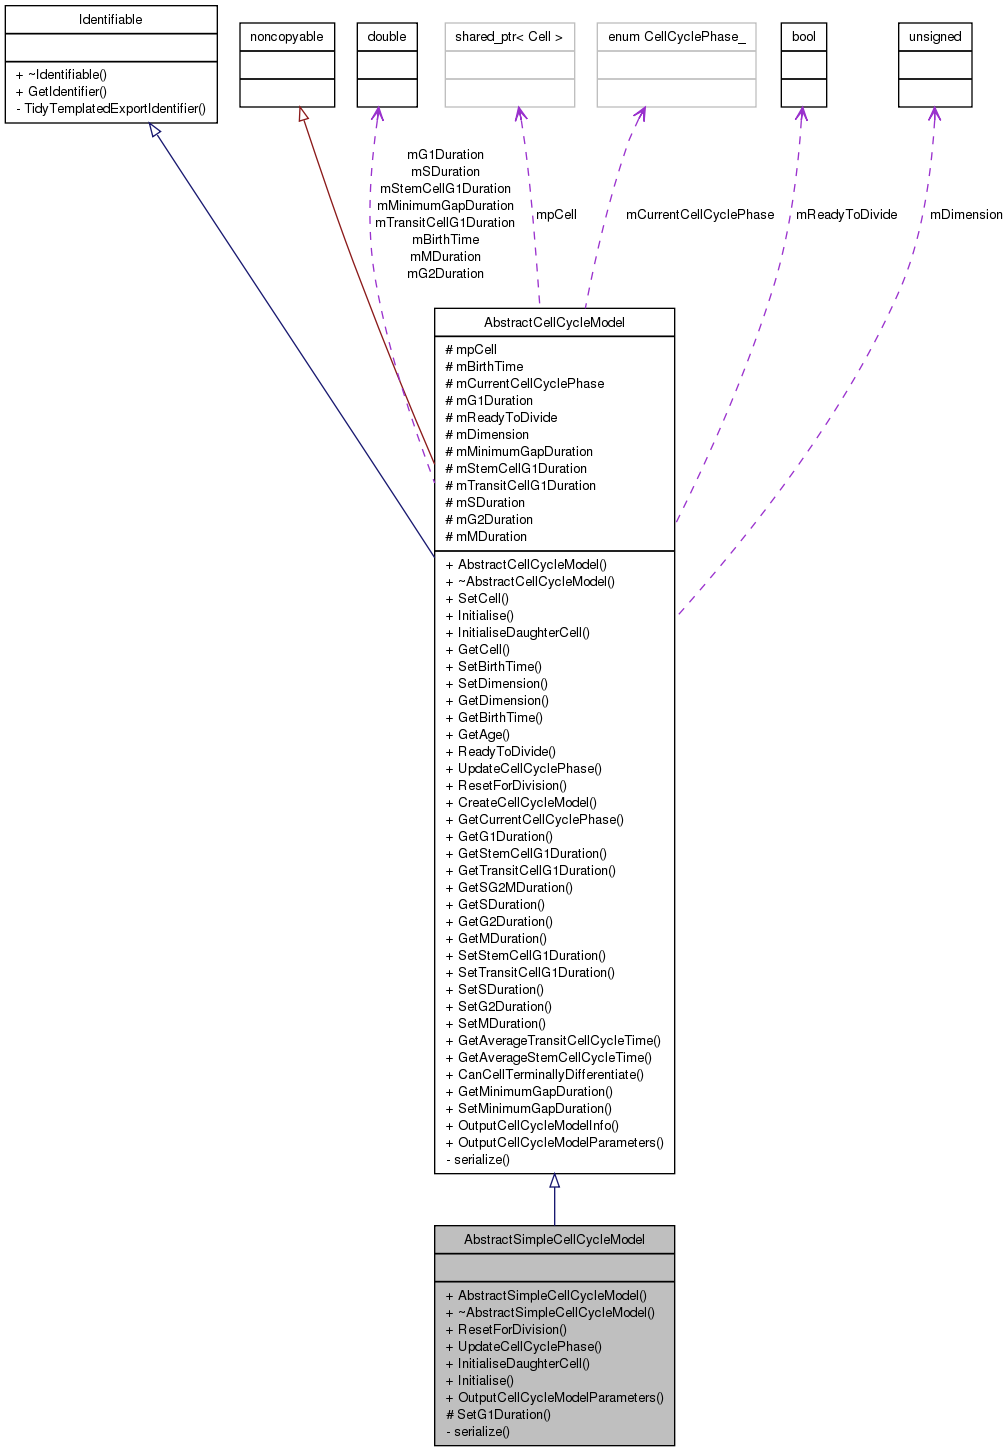 Identifiable
+ ~Identifiable()
+ GetIdentifier()
- TidyTemplatedExportIdentifier()
noncopyable
double
shared_ptr< Cell >
enum CellCyclePhase_
bool
unsigned
mG1Duration
mSDuration
mStemCellG1Duration
mMinimumGapDuration
mTransitCellG1Duration
mBirthTime
mMDuration
mG2Duration
mpCell
mCurrentCellCyclePhase
mReadyToDivide
mDimension
AbstractCellCycleModel
# mpCell
# mBirthTime
# mCurrentCellCyclePhase
# mG1Duration
# mReadyToDivide
# mDimension
# mMinimumGapDuration
# mStemCellG1Duration
# mTransitCellG1Duration
# mSDuration
# mG2Duration
# mMDuration
+ AbstractCellCycleModel()
+ ~AbstractCellCycleModel()
+ SetCell()
+ Initialise()
+ InitialiseDaughterCell()
+ GetCell()
+ SetBirthTime()
+ SetDimension()
+ GetDimension()
+ GetBirthTime()
+ GetAge()
+ ReadyToDivide()
+ UpdateCellCyclePhase()
+ ResetForDivision()
+ CreateCellCycleModel()
+ GetCurrentCellCyclePhase()
+ GetG1Duration()
+ GetStemCellG1Duration()
+ GetTransitCellG1Duration()
+ GetSG2MDuration()
+ GetSDuration()
+ GetG2Duration()
+ GetMDuration()
+ SetStemCellG1Duration()
+ SetTransitCellG1Duration()
+ SetSDuration()
+ SetG2Duration()
+ SetMDuration()
+ GetAverageTransitCellCycleTime()
+ GetAverageStemCellCycleTime()
+ CanCellTerminallyDifferentiate()
+ GetMinimumGapDuration()
+ SetMinimumGapDuration()
+ OutputCellCycleModelInfo()
+ OutputCellCycleModelParameters()
- serialize()
AbstractSimpleCellCycleModel
+ AbstractSimpleCellCycleModel()
+ ~AbstractSimpleCellCycleModel()
+ ResetForDivision()
+ UpdateCellCyclePhase()
+ InitialiseDaughterCell()
+ Initialise()
+ OutputCellCycleModelParameters()
# SetG1Duration()
- serialize()